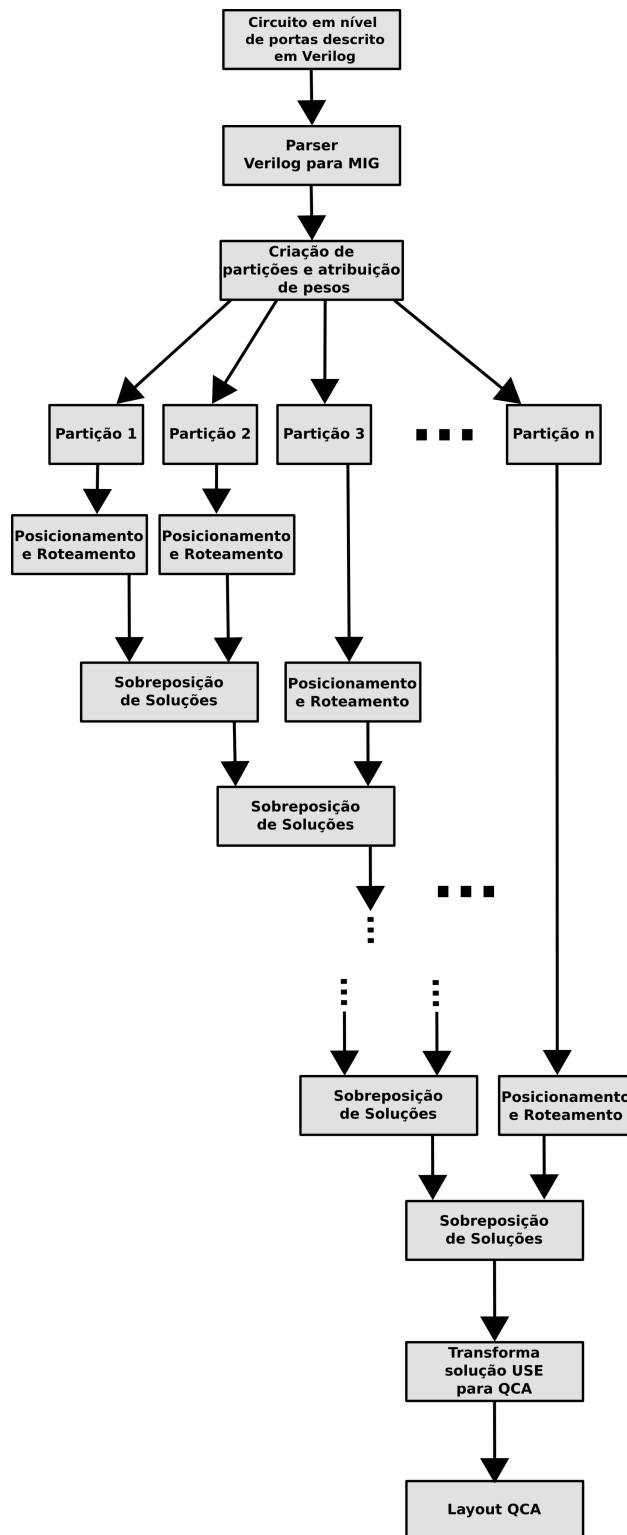 Circuito em nível
de portas descrito
em Verilog
Parser
Verilog para MIG
Criação de
partições e atribuição
de pesos
Partição 1
Partição 2
Partição 3
Partição n
Posicionamento
e Roteamento
Posicionamento
e Roteamento
Sobreposição
de Soluções
Posicionamento
e Roteamento
Sobreposição
de Soluções
Sobreposição
de Soluções
Posicionamento
e Roteamento
Sobreposição
de Soluções
Transforma
solução USE
para QCA
Layout QCA